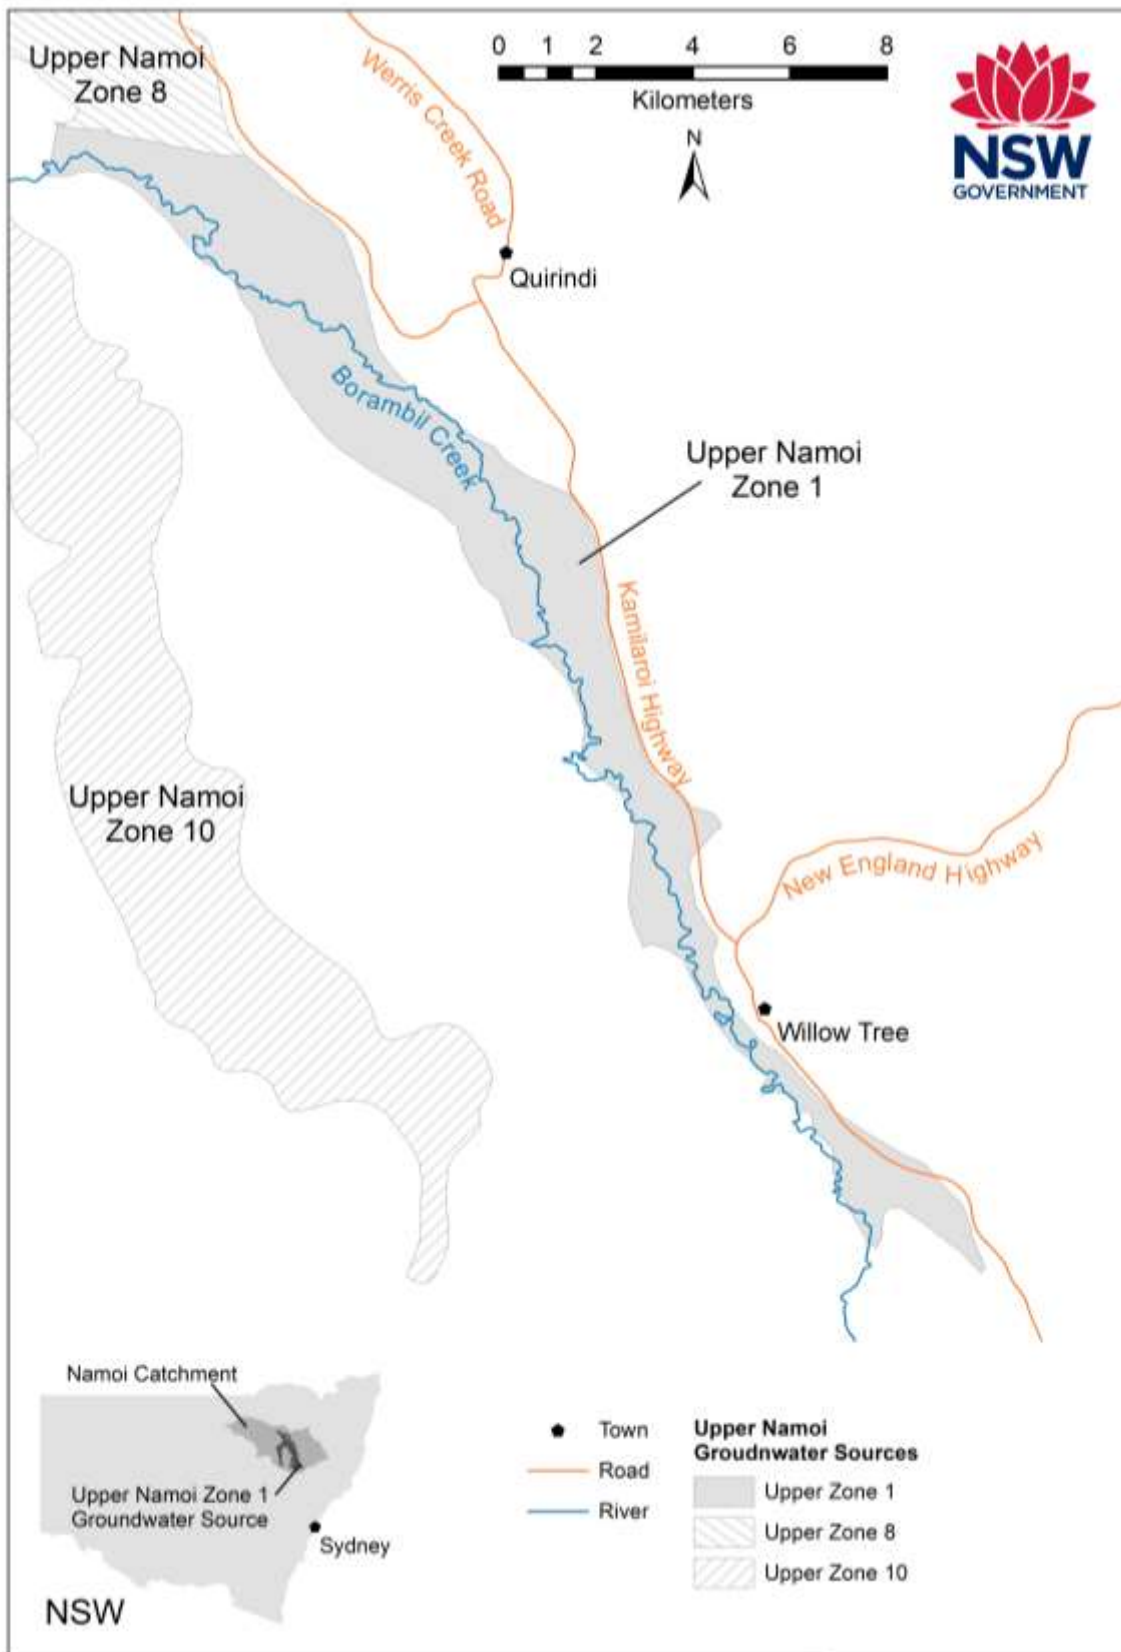 Upper Namoi
Zone 8
Werris Creek Road
0 1 2 4 6 8
Kilometers
N
NSW
GOVERNMENT
Quirindi
Borambil Creek
Upper Namoi
Zone 1
Kamilaroi Highway
Upper Namoi
Zone 10
New England Highway
Willow Tree
Namoi Catchment
Upper Namoi Zone 1
Groundwater Source
Sydney
NSW
Town
Road
River
Upper Namoi
Groudnwater Sources
Upper Zone 1
Upper Zone 8
Upper Zone 10